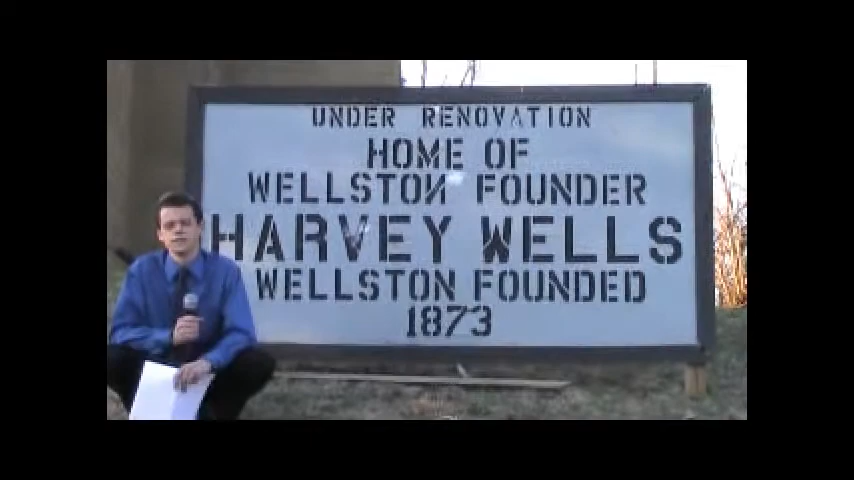 UNDER RENOVATION
HOME OF
WELLSTON FOUNDER
HARVEY WELLS
WELLSTON FOUNDED
1873